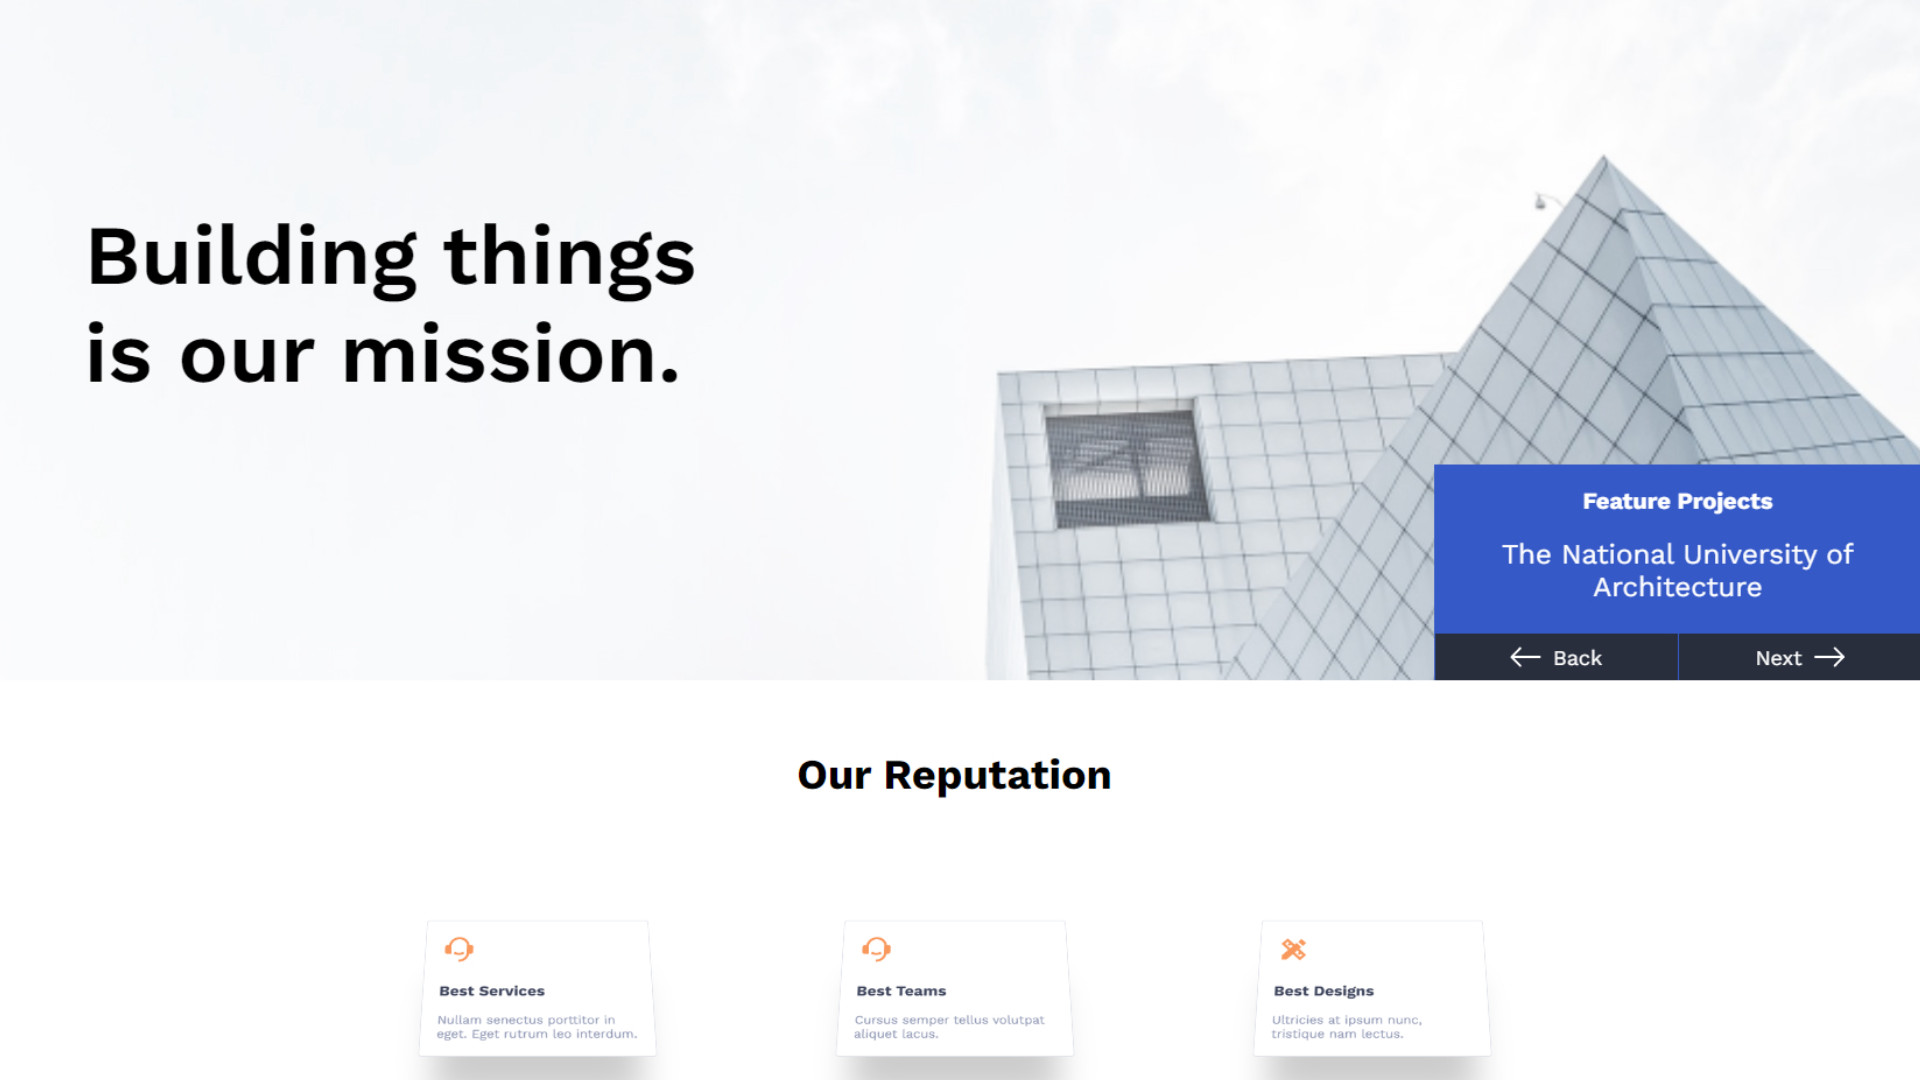 Building things
is our mission.
Feature Projects
The National University of
Architecture
Back
Next
Our Reputation
Best Services
Nullam senectus porttitor in
eget. Eget rutrum leo interdum.
Best Teams
Cursus semper tellus volutpat
aliquet lacus.
Best Designs
Ultricies at ipsum nunc,
tristique nam lectus.